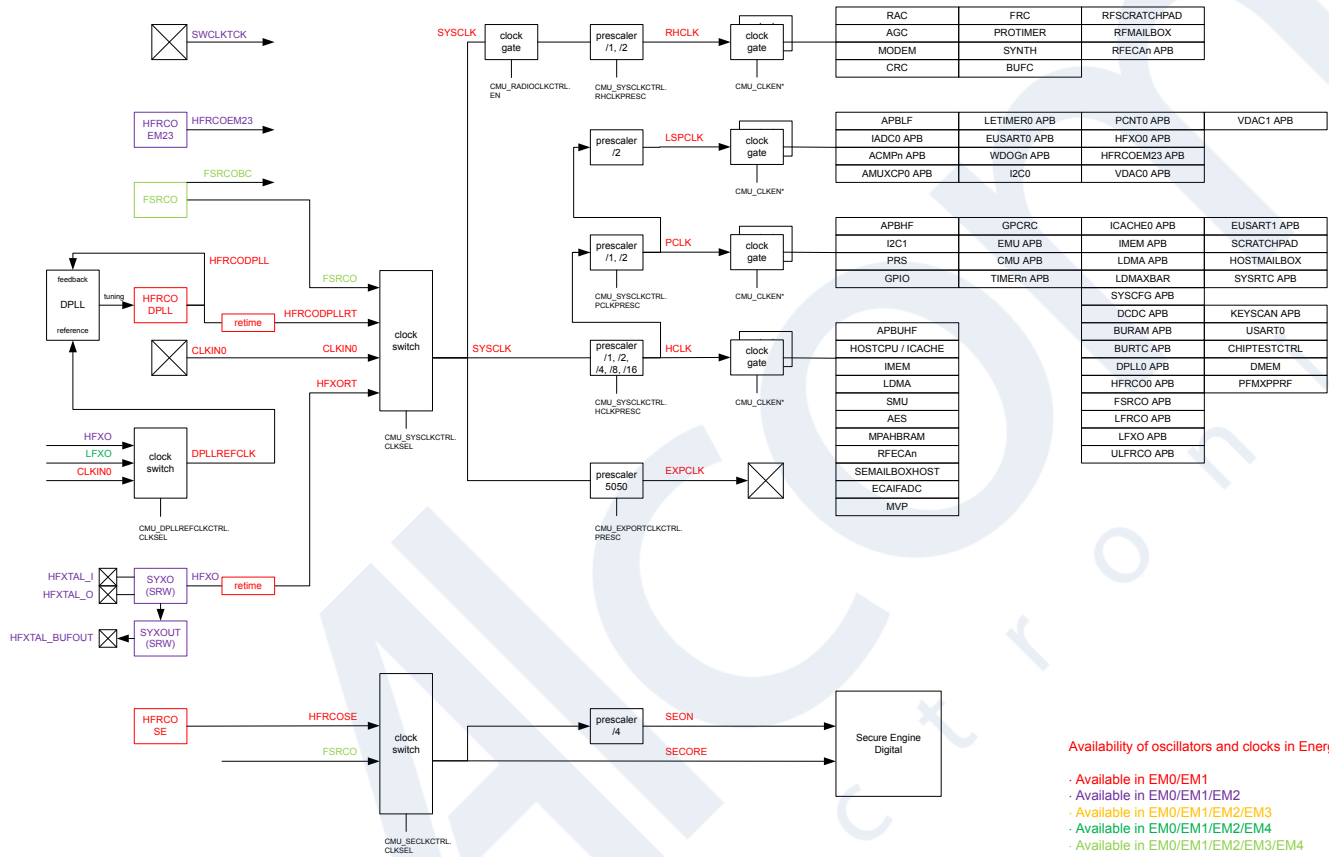 SWCLKTCK
HFRCO
EM23
HFRCOEM23
FSRCOBC
FSRCO
HFRCODPLL
feedback
DPLL
reference
tuning
HFRCO
DPLL
retime
FSRCO
HFRCODPLLRT
CLKIN0
CLKIN0
HFXORT
clock
switch
CMU_SYSCLKCTRL.
CLKSEL
HFXO
LFXO
CLKIN0
clock
switch
DPLLREFCLK
CMU_DPLLREFCLKCTRL.
CLKSEL
HFXTAL_I
HFXTAL_O
SYXO
(SRW)
HFXO
retime
HFXTAL_BUFOUT
SYXOUT
(SRW)
SYSCLK
SYSCLK
clock
gate
CMU_RADIOCLKCTRL.
EN
prescaler
/1, /2
CMU_SYSCLKCTRL.
RHCLKPRESC
RHCLK
clock
gate
CMU_CLKEN*
RAC FRC RFSCRATCHPAD
AGC PROTIMER RFMAILBOX
MODEM SYNTH RFECAn APB
CRC BUFC
prescaler
/2
LSPCLK
clock
gate
CMU_CLKEN*
APBLF LETIMER0 APB PCNT0 APB VDAC1 APB
IADC0 APB EUSART0 APB HFXO0 APB
ACMPn APB WDOGn APB HFRCOEM23 APB
AMUXCP0 APB I2C0 VDAC0 APB
prescaler
/1, /2
CMU_SYSCLKCTRL.
PCLKPRESC
PCLK
clock
gate
CMU_CLKEN*
APBHF GPCRC ICACHE0 APB EUSART1 APB
I2C1 EMU APB IMEM APB SCRATCHPAD
PRS CMU APB LDMA APB HOSTMAILBOX
GPIO TIMERn APB LDMAXBAR SYSRTC APB
SYSCFG APB
DCDC APB KEYSCAN APB
BURAM APB USART0
BURTC APB CHIPTESTCTRL
DPLL0 APB DMEM
HFRCO0 APB PFMXPPRF
FSRCO APB
LFRCO APB
LFXO APB
ULFRCO APB
prescaler
/1, /2,
/4, /8, /16
CMU_SYSCLKCTRL.
HCLKPRESC
HCLK
clock
gate
CMU_CLKEN*
APBUHF
HOSTCPU / ICACHE
IMEM
LDMA
SMU
AES
MPAHBRAM
RFECAn
SEMAILBOXHOST
ECAIFADC
MVP
prescaler
5050
EXPCLK
CMU_EXPORTCLKCTRL.
PRESC
HFRCO
SE
HFRCOSE
FSRCO
clock
switch
CMU_SECLKCTRL.
CLKSEL
prescaler
/4
SEON
SECORE
Secure Engine
Digital
Availability of oscillators and clocks in Ener
· Available in EM0/EM1
· Available in EM0/EM1/EM2
· Available in EM0/EM1/EM2/EM3
· Available in EM0/EM1/EM2/EM4
· Available in EM0/EM1/EM2/EM3/EM4